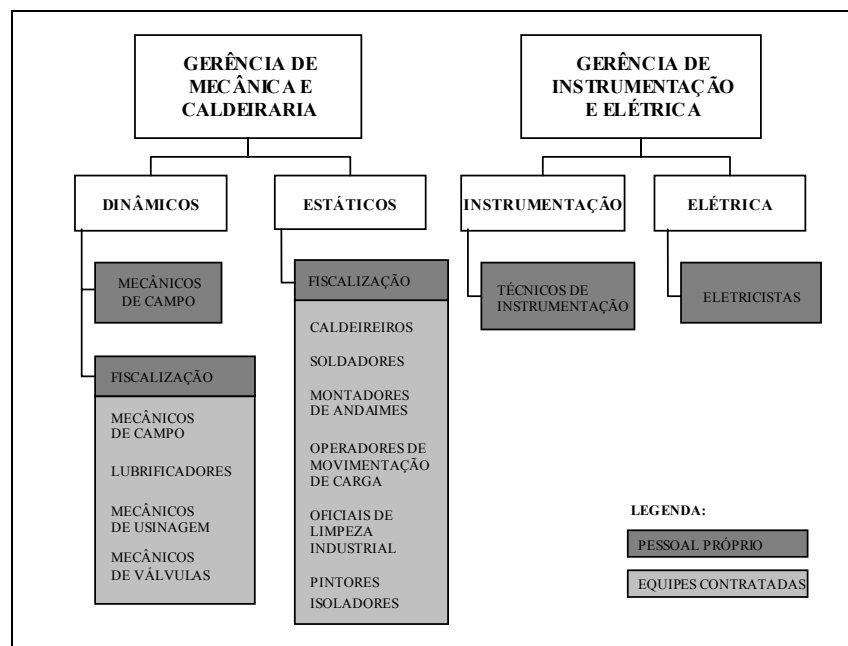 GERÊNCIA DE
MECÂNICA E
CALDEIRARIA
GERÊNCIA DE
INSTRUMENTAÇÃO
E ELÉTRICA
DINÂMICOS
ESTÁTICOS
INSTRUMENTAÇÃO
ELÉTRICA
MECÂNICOS
DE CAMPO
FISCALIZAÇÃO
MECÂNICOS
DE CAMPO
LUBRIFICADORES
MECÂNICOS
DE USINAGEM
MECÂNICOS
DE VÁLVULAS
FISCALIZAÇÃO
CALDEIREIROS
SOLDADORES
MONTADORES
DE ANDAIMES
OPERADORES DE
MOVIMENTAÇÃO
DE CARGA
OFICIAIS DE
LIMPEZA
INDUSTRIAL
PINTORES
ISOLADORES
TÉCNICOS DE
INSTRUMENTAÇÃO
ELETRICISTAS
LEGENDA:
PESSOAL PRÓPRIO
EQUIPES CONTRATADAS